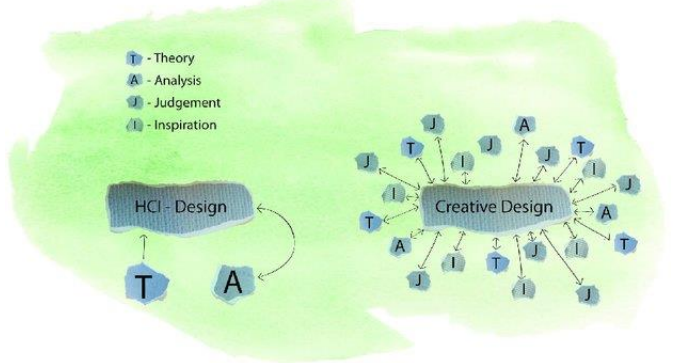 T - Theory
A - Analysis
J - Judgement
I - Inspiration
HCI - Design
T
A
J
A
T
J
T
J
I
J
I
J
I
Creative Design
A
T
A
T
I
T
J
I
J
I
J